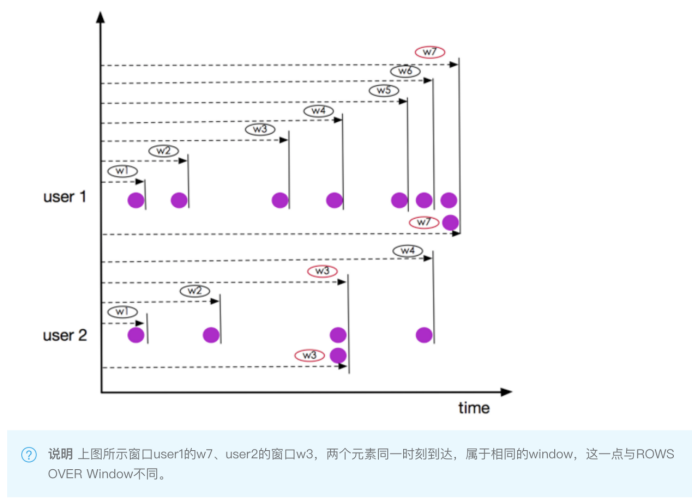 w7
w6
w5
w4
w3
w2
w1
user 1
w7
w4
w3
w2
w1
user 2
w3
time
说明 上图所示窗口user1的w7、user2的窗口w3，两个元素同一时刻到达，属于相同的window，这一点与ROWS
OVER Window不同。